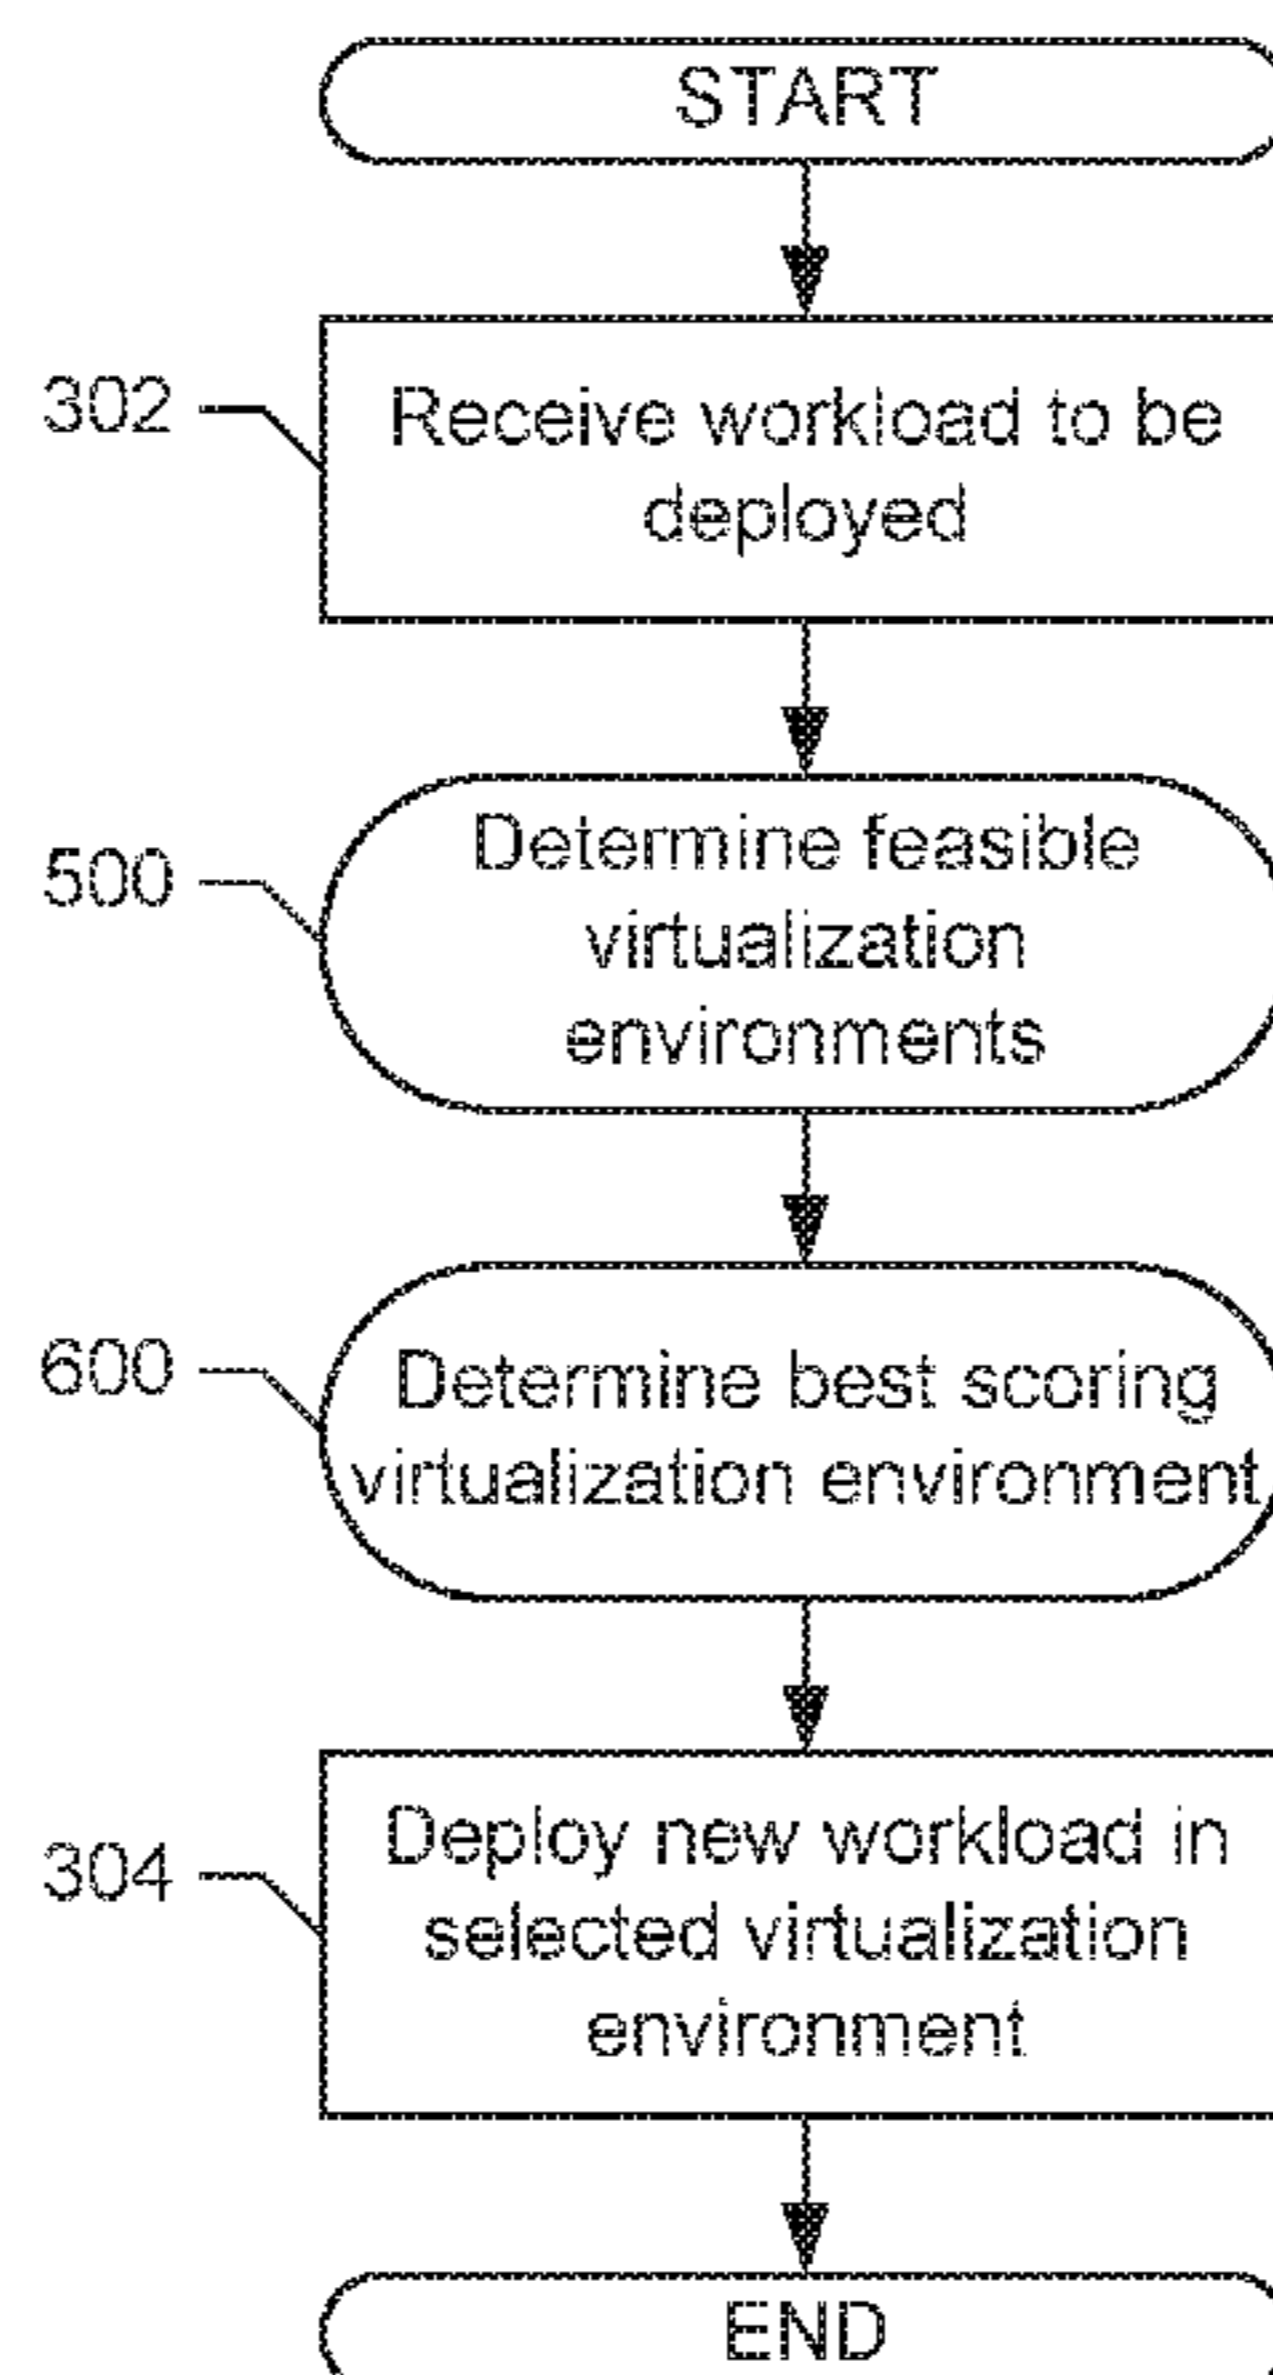 START
302
Receive workload to be
deployed
500
Determine feasible
virtualization
environments
600
Determine best scoring
virtualization environment
304
Deploy new workload in
selected virtualization
environment
END